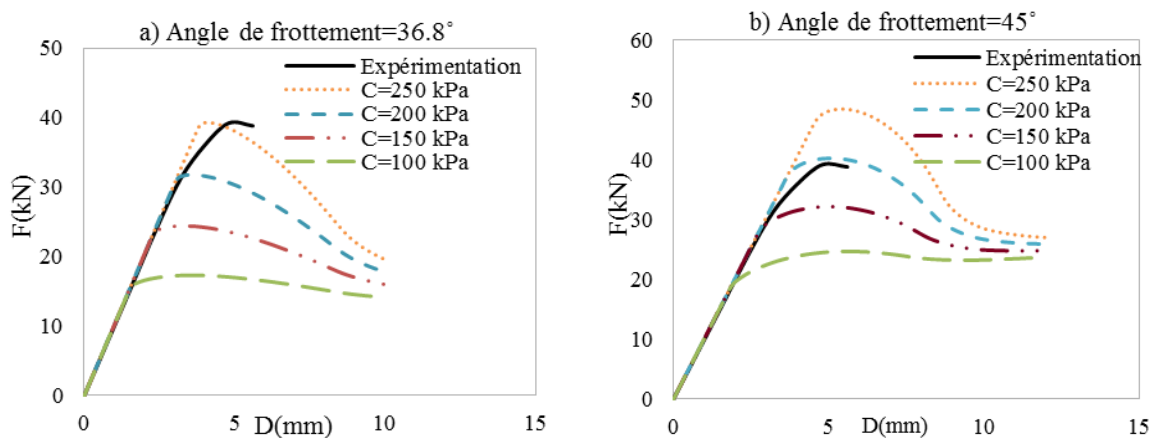 a) Angle de frottement=36.8˚
50
40
30
20
10
0
F(kN)
Expérimentation
C=250 kPa
C=200 kPa
C=150 kPa
C=100 kPa
0
5
10
15
D(mm)
b) Angle de frottement=45˚
60
50
40
30
20
10
0
F(kN)
Expérimentation
C=250 kPa
C=200 kPa
C=150 kPa
C=100 kPa
0
5
10
15
D(mm)